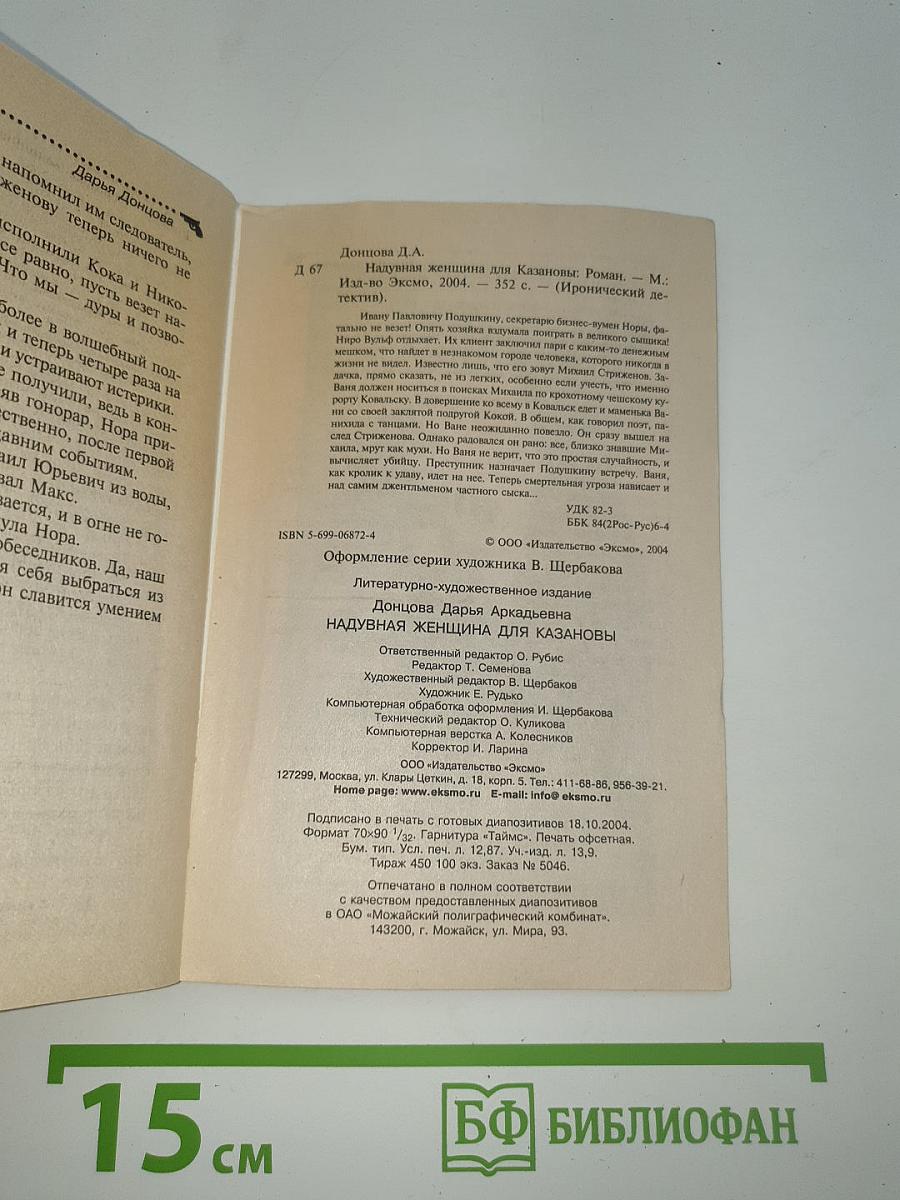 Дарья Донцова
напомнил им следователь,
женову теперь ничего не
исполнили Кока и Нико-
се равно, пусть везет на-
Что мы — дуры и позво-
более в волшебный под-
и теперь четыре раза на
и устраивают истерики.
е получили, ведь в кон-
яв гонорар, Нора при-
ественно, после первой
давним событиям.
аил Юрьевич из воды,
вал Макс.
вается, и в огне не го-
ула Нора.
обеседников. Да, наш
я себя выбраться из
он славится умением
Донцова Д.А.
Д 67 Надувная женщина для Казановы: Роман. — М.:
Изд-во Эксмо, 2004. — 352 с. — (Иронический де-
тектив).
Ивану Павловичу Подушкину, секретарю бизнес-вумен Норы, фа-
тально не везет! Опять хозяйка вздумала поиграть в великого сыщика!
Ниро Вульф отдыхает. Их клиент заключил пари с каким-то денежным
мешком, что найдет в незнакомом городе человека, которого никогда в
жизни не видел. Известно лишь, что его зовут Михаил Стриженов. За-
дачка, прямо сказать, не из легких, особенно если учесть, что именно
Ваня должен носиться в поисках Михаила по крохотному чешскому ку-
рорту Ковальску. В довершение ко всему в Ковальск едет и маменька Ва-
ни со своей заклятой подругой Кокой. В общем, как говорил поэт, па-
нихида с танцами. Но Ване неожиданно повезло. Он сразу вышел на
след Стриженова. Однако радовался он рано: все, близко знавшие Ми-
хаила, мрут как мухи. Но Ваня не верит, что это простая случайность, и
вычисляет убийцу. Преступник назначает Подушкину встречу. Ваня,
как кролик к удаву, идет на нее. Теперь смертельная угроза нависает и
над самим джентльменом частного сыска...
УДК 82-3
ББК 84(2Рос-Рус)6-4
ISBN 5-699-06872-4
© ООО «Издательство «Эксмо», 2004
Оформление серии художника В. Щербакова
Литературно-художественное издание
Донцова Дарья Аркадьевна
НАДУВНАЯ ЖЕНЩИНА ДЛЯ КАЗАНОВЫ
Ответственный редактор О. Рубис
Редактор Т. Семенова
Художественный редактор В. Щербаков
Художник Е. Рудько
Компьютерная обработка оформления И. Щербакова
Технический редактор О. Куликова
Компьютерная верстка А. Колесников
Корректор И. Ларина
ООО «Издательство «Эксмо»
127299, Москва, ул. Клары Цеткин, д. 18, корп. 5. Тел.: 411-68-86, 956-39-21.
Home page: www.eksmo.ru E-mail: info@ eksmo.ru
Подписано в печать с готовых диапозитивов 18.10.2004.
Формат 70×90 1/32. Гарнитура «Таймс». Печать офсетная.
Бум. тип. Усл. печ. л. 12,87. Уч.-изд. л. 13,9.
Тираж 450 100 экз. Заказ № 5046.
Отпечатано в полном соответствии
с качеством предоставленных диапозитивов
в ОАО «Можайский полиграфический комбинат».
143200, г. Можайск, ул. Мира, 93.
15 см
БФ БИБЛИОФАН